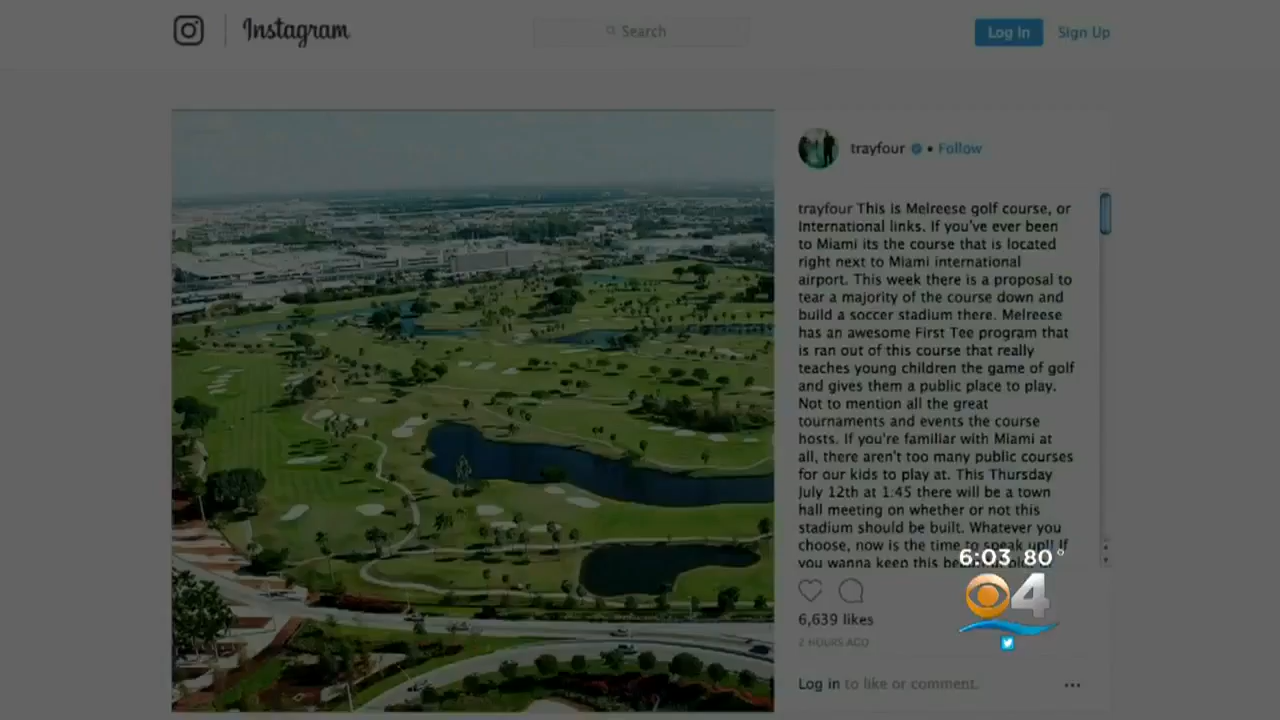 Instagram
Search
Log In
Sign Up
trayfour • Follow
trayfour This is Melreese golf course, or
International links. If you've ever been
to Miami its the course that is located
right next to Miami international
airport. This week there is a proposal to
tear a majority of the course down and
build a soccer stadium there. Melreese
has an awesome First Tee program that
is ran out of this course that really
teaches young children the game of golf
and gives them a public place to play.
Not to mention all the great
tournaments and events the course
hosts. If you're familiar with Miami at
all, there aren't too many public courses
for our kids to play at. This Thursday
July 12th at 1:45 there will be a town
hall meeting on whether or not this
stadium should be built. Whatever you
choose, now is the time to speak up!! If
you wanna keep this
6:03 80°
4
6,639 likes
2 HOURS AGO
Log in to like or comment.